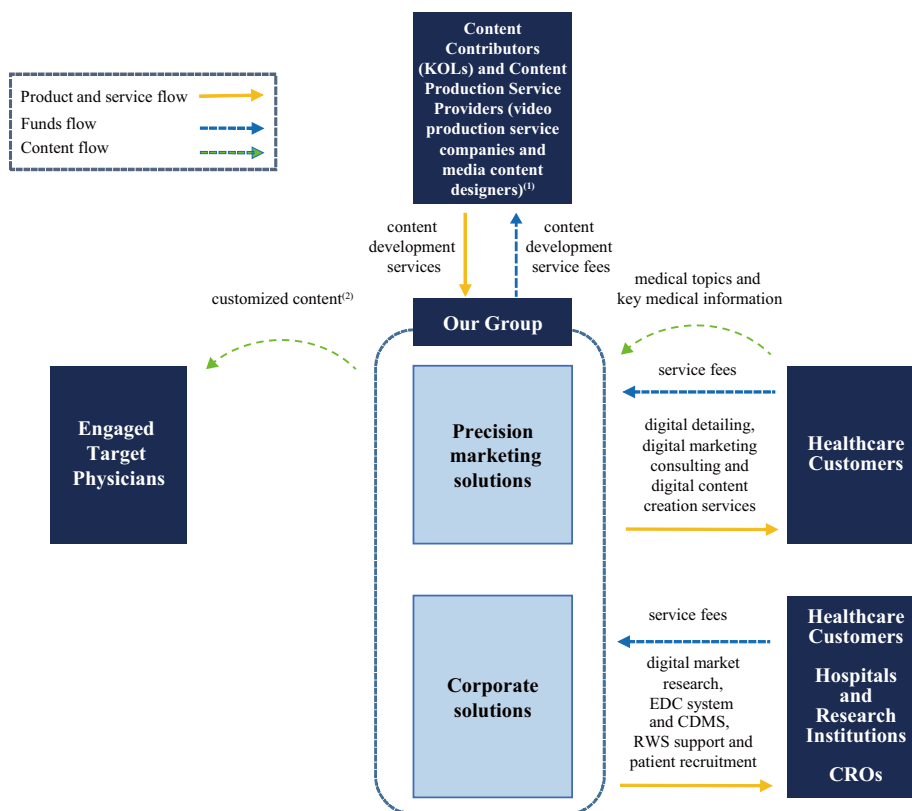 Content
Contributors
(KOLs) and Content
Production Service
Providers (video
production service
companies and
media content
designers)(1)
Product and service flow
Funds flow
Content flow
content
development
services
content
development
service fees
medical topics and
key medical information
customized content(2)
Our Group
service fees
Engaged
Target
Physicians
Precision
marketing
solutions
digital detailing,
digital marketing
consulting and
digital content
creation services
Healthcare
Customers
service fees
Corporate
solutions
digital market
research,
EDC system
and CDMS,
RWS support and
patient recruitment
Healthcare
Customers
Hospitals
and
Research
Institutions
CROs